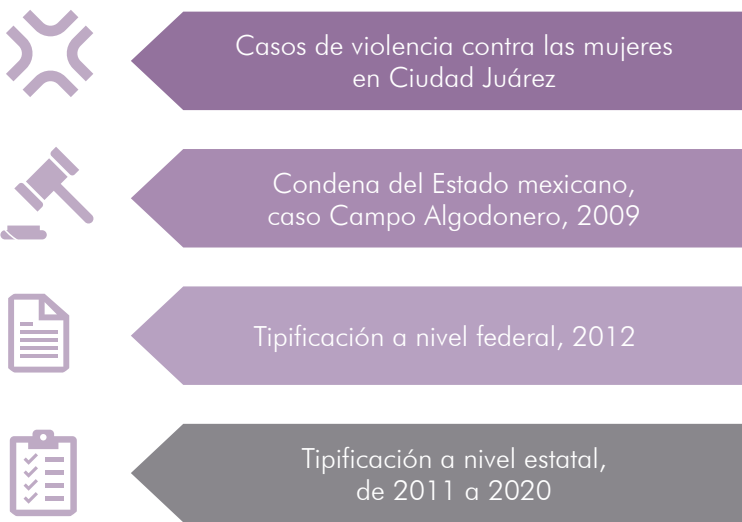 Casos de violencia contra las mujeres
en Ciudad Juárez
Condena del Estado mexicano,
caso Campo Algodonero, 2009
Tipificación a nivel federal, 2012
Tipificación a nivel estatal,
de 2011 a 2020